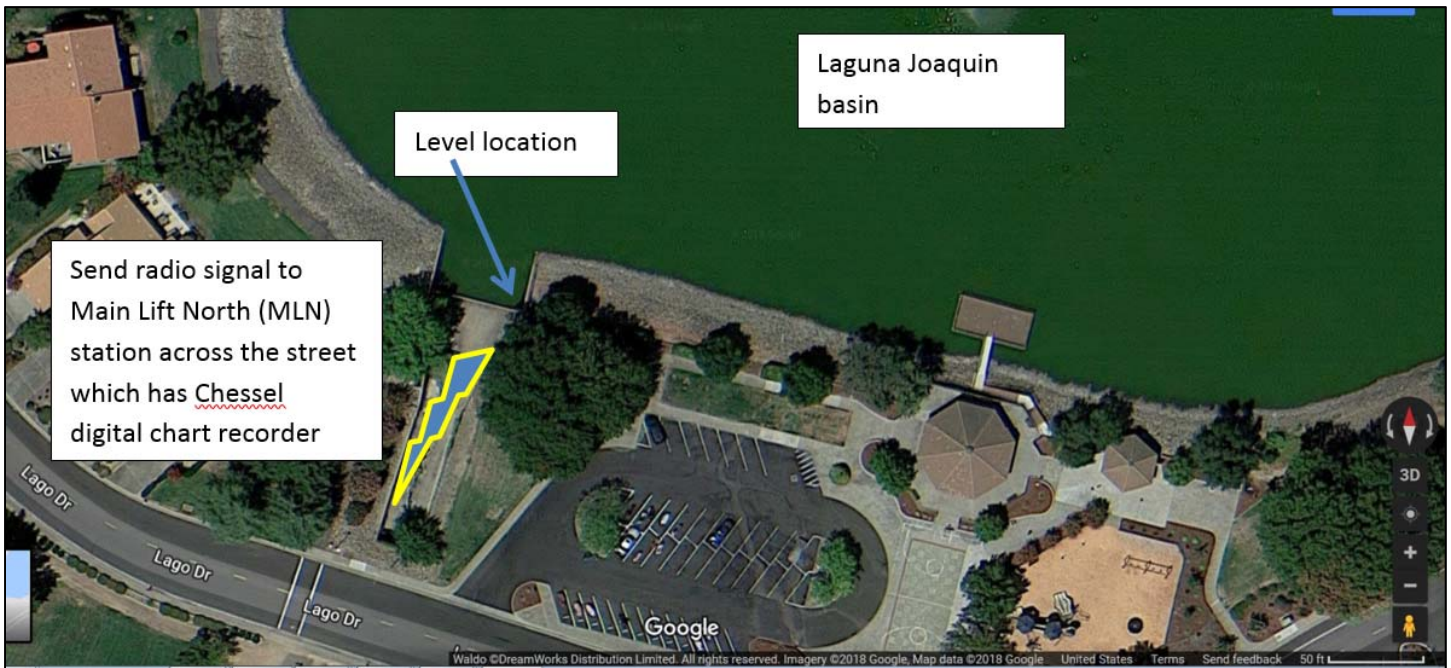 Laguna Joaquin
basin
Level location
Send radio signal to
Main Lift North (MLN)
station across the street
which has Chessel
digital chart recorder
Lago Dr
Lago Dr
Lago Dr
3D
Google
Waldo ©DreamWorks Distribution Limited. All rights reserved. Imagery ©2018 Google, Map data ©2018 Google United States Terms Send feedback 50 ft